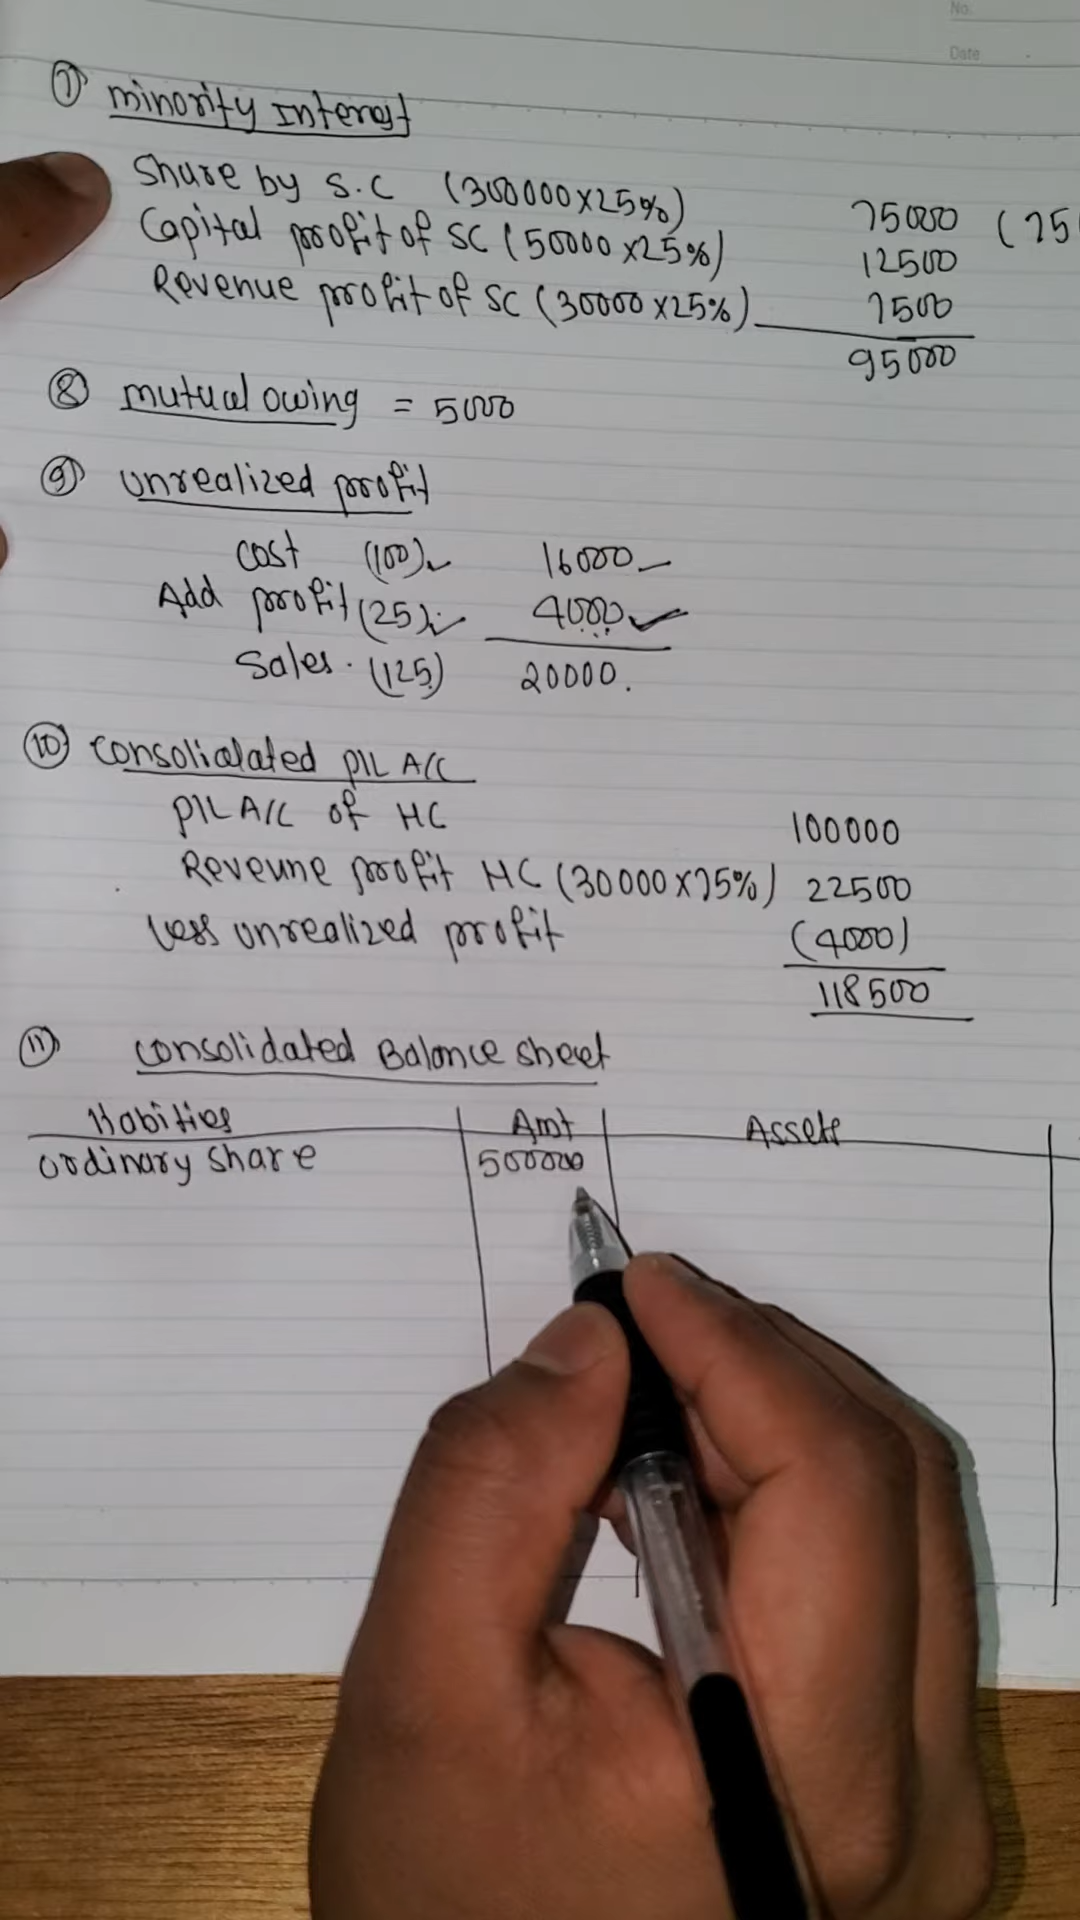 No.
Date
⑦ minority Interest
Share by S.C (300000×25%) 75000 (75
Capital profit of SC (50000×25%) 12500
Revenue profit of SC (30000×25%) 7500
95000
⑧ mutual owing = 5000
⑨ unrealized profit
Cost (100) 16000
Add profit (25) 4000
Sales. (125) 20000.
⑩ Consolialated P/L A/C
P/L A/C of HC 100000
Reveune profit HC (30000×75%) 22500
Less unrealized profit (4000)
118500
⑪ Consolidated Balance sheet
liabities Amt Assets
ordinary share 500000